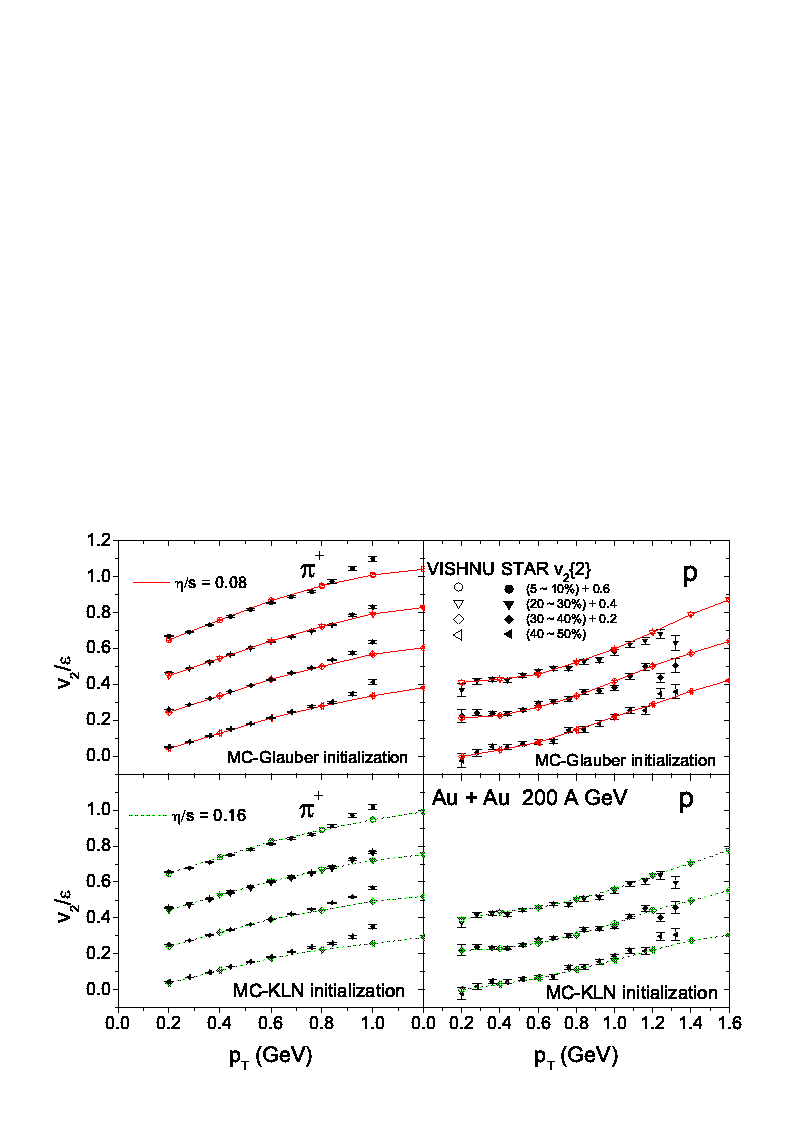 1.2
1.0
0.8
0.6
0.4
0.2
0.0
v2/ε
η/s = 0.08
π+
MC-Glauber initialization
VISHNU STAR v2{2}
(5 ~ 10%) + 0.6
(20 ~ 30%) + 0.4
(30 ~ 40%) + 0.2
(40 ~ 50%)
p
MC-Glauber initialization
1.0
0.8
0.6
0.4
0.2
0.0
v2/ε
η/s = 0.16
π+
MC-KLN initialization
Au + Au 200 A GeV
p
MC-KLN initialization
0.0 0.2 0.4 0.6 0.8 1.0 0.0 0.2 0.4 0.6 0.8 1.0 1.2 1.4 1.6
pT (GeV) pT (GeV)